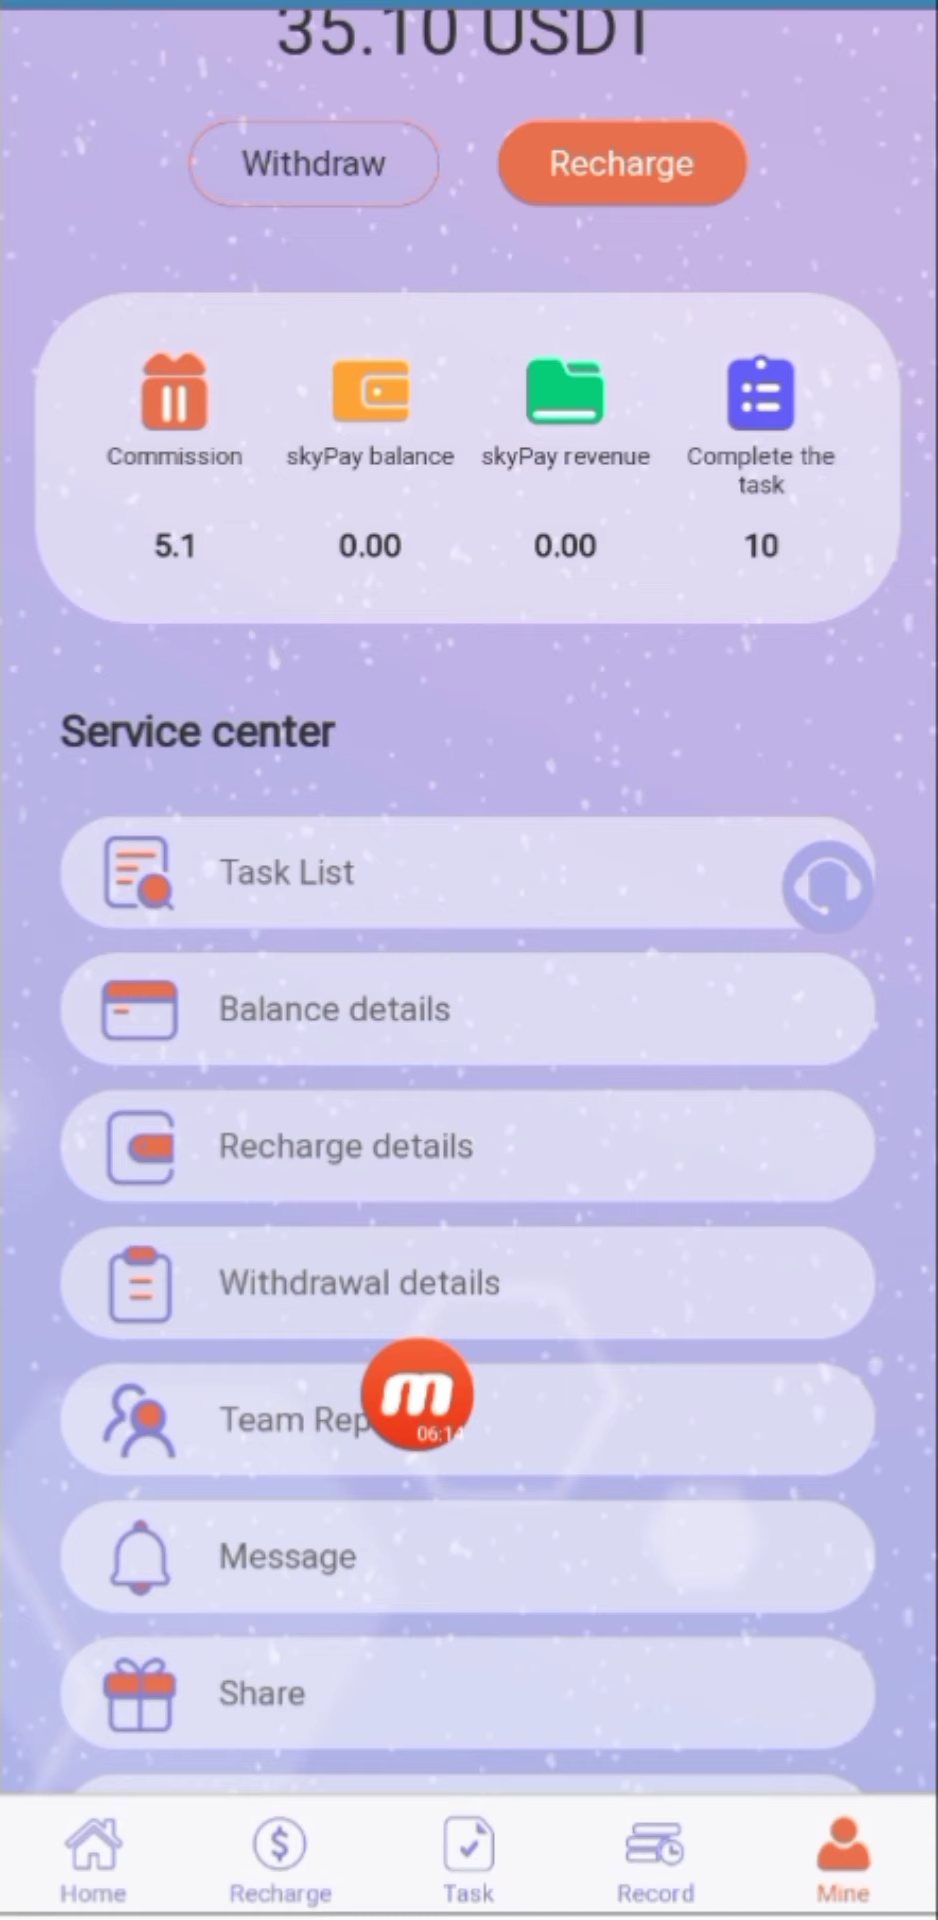 35.10 USDT
Withdraw
Recharge
Commission
skyPay balance
skyPay revenue
Complete the
task
5.1
0.00
0.00
10
Service center
Task List
Balance details
Recharge details
Withdrawal details
Team Rep
m
06:14
Message
Share
Home
Recharge
Task
Record
Mine